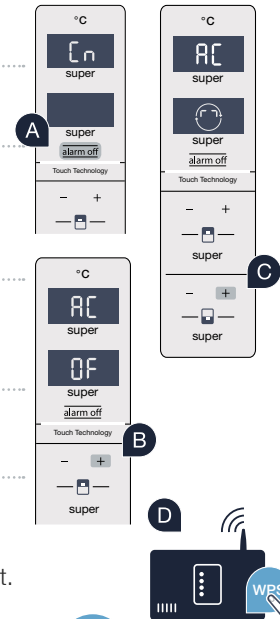 °C
Cn
super
super
A
alarm off
Touch Technology
- +
°C
AC
super
super
alarm off
Touch Technology
- +
super
C
- +
super
°C
AC
super
OF
super
alarm off
Touch Technology
B
- +
super
D
t.
WPS